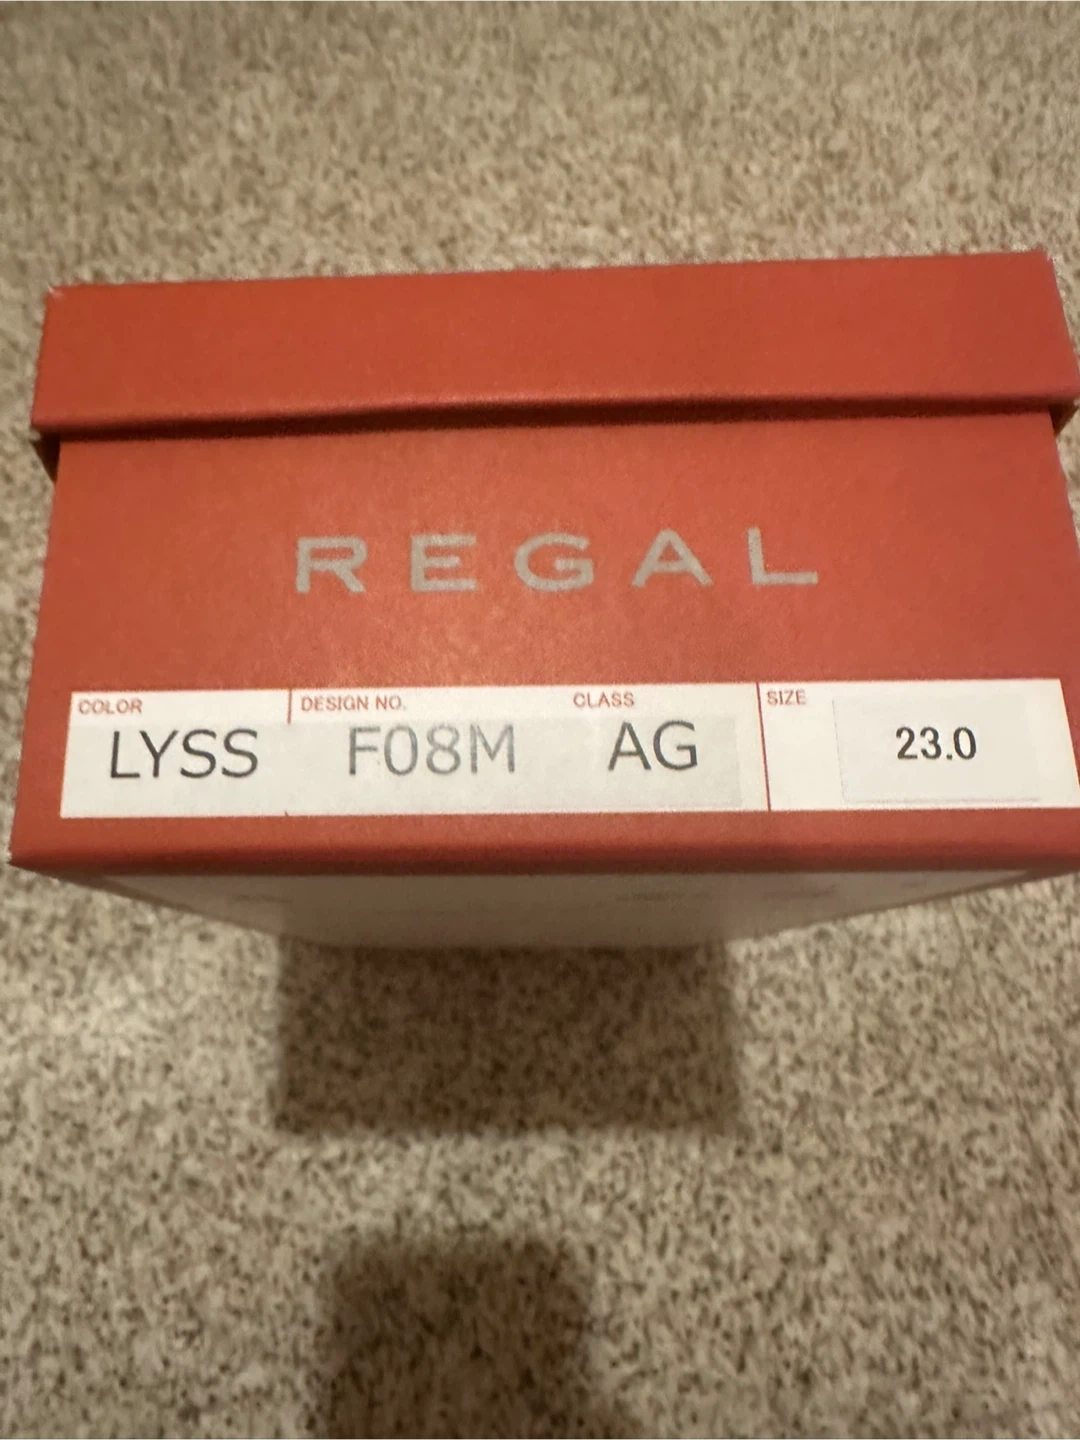 REGAL
COLOR DESIGN NO. CLASS SIZE
LYSS F08M AG 23.0